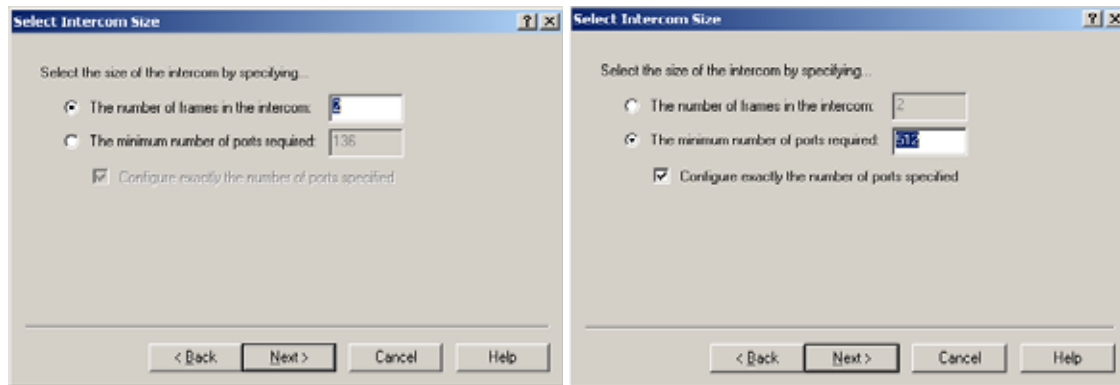 Select Intercom Size
Select the size of the intercom by specifying...
The number of frames in the intercom: 2
The minimum number of ports required: 136
Configure exactly the number of ports specified
< Back Next > Cancel Help
Select Intercom Size
Select the size of the intercom by specifying...
The number of frames in the intercom: 2
The minimum number of ports required: 512
Configure exactly the number of ports specified
< Back Next > Cancel Help